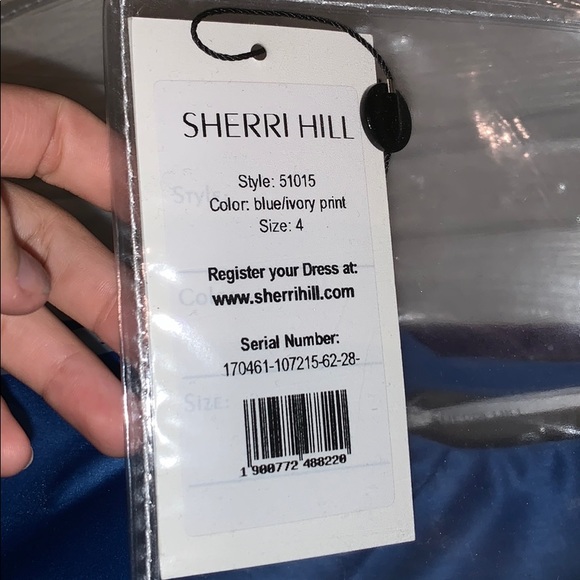 SHERRI HILL
Style: 51015
Color: blue/ivory print
Size: 4
Register your Dress at:
www.sherrihill.com
Serial Number:
170461-107215-62-28-
SIZE:
1 900772 488220